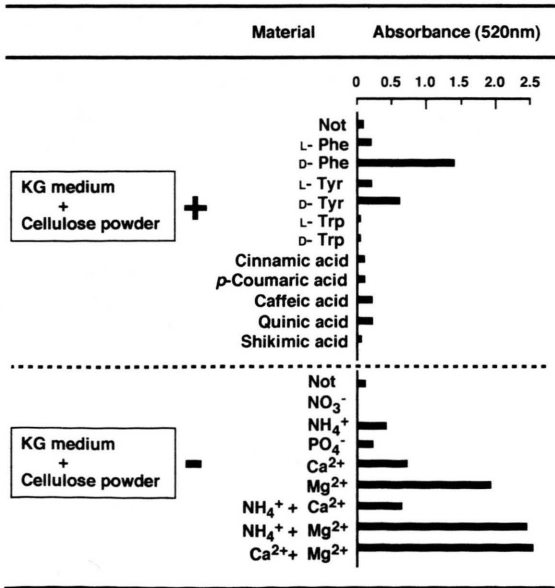 Material Absorbance (520nm)
0 0.5 1.0 1.5 2.0 2.5
Not
L- Phe
D- Phe
L- Tyr
D- Tyr
L- Trp
D- Trp
Cinnamic acid
p-Coumaric acid
Caffeic acid
Quinic acid
Shikimic acid
KG medium
+
Cellulose powder
+
Not
NO₃⁻
NH₄⁺
PO₄⁻
Ca²⁺
Mg²⁺
NH₄⁺ + Ca²⁺
NH₄⁺ + Mg²⁺
Ca²⁺+ Mg²⁺
KG medium
+
Cellulose powder
-